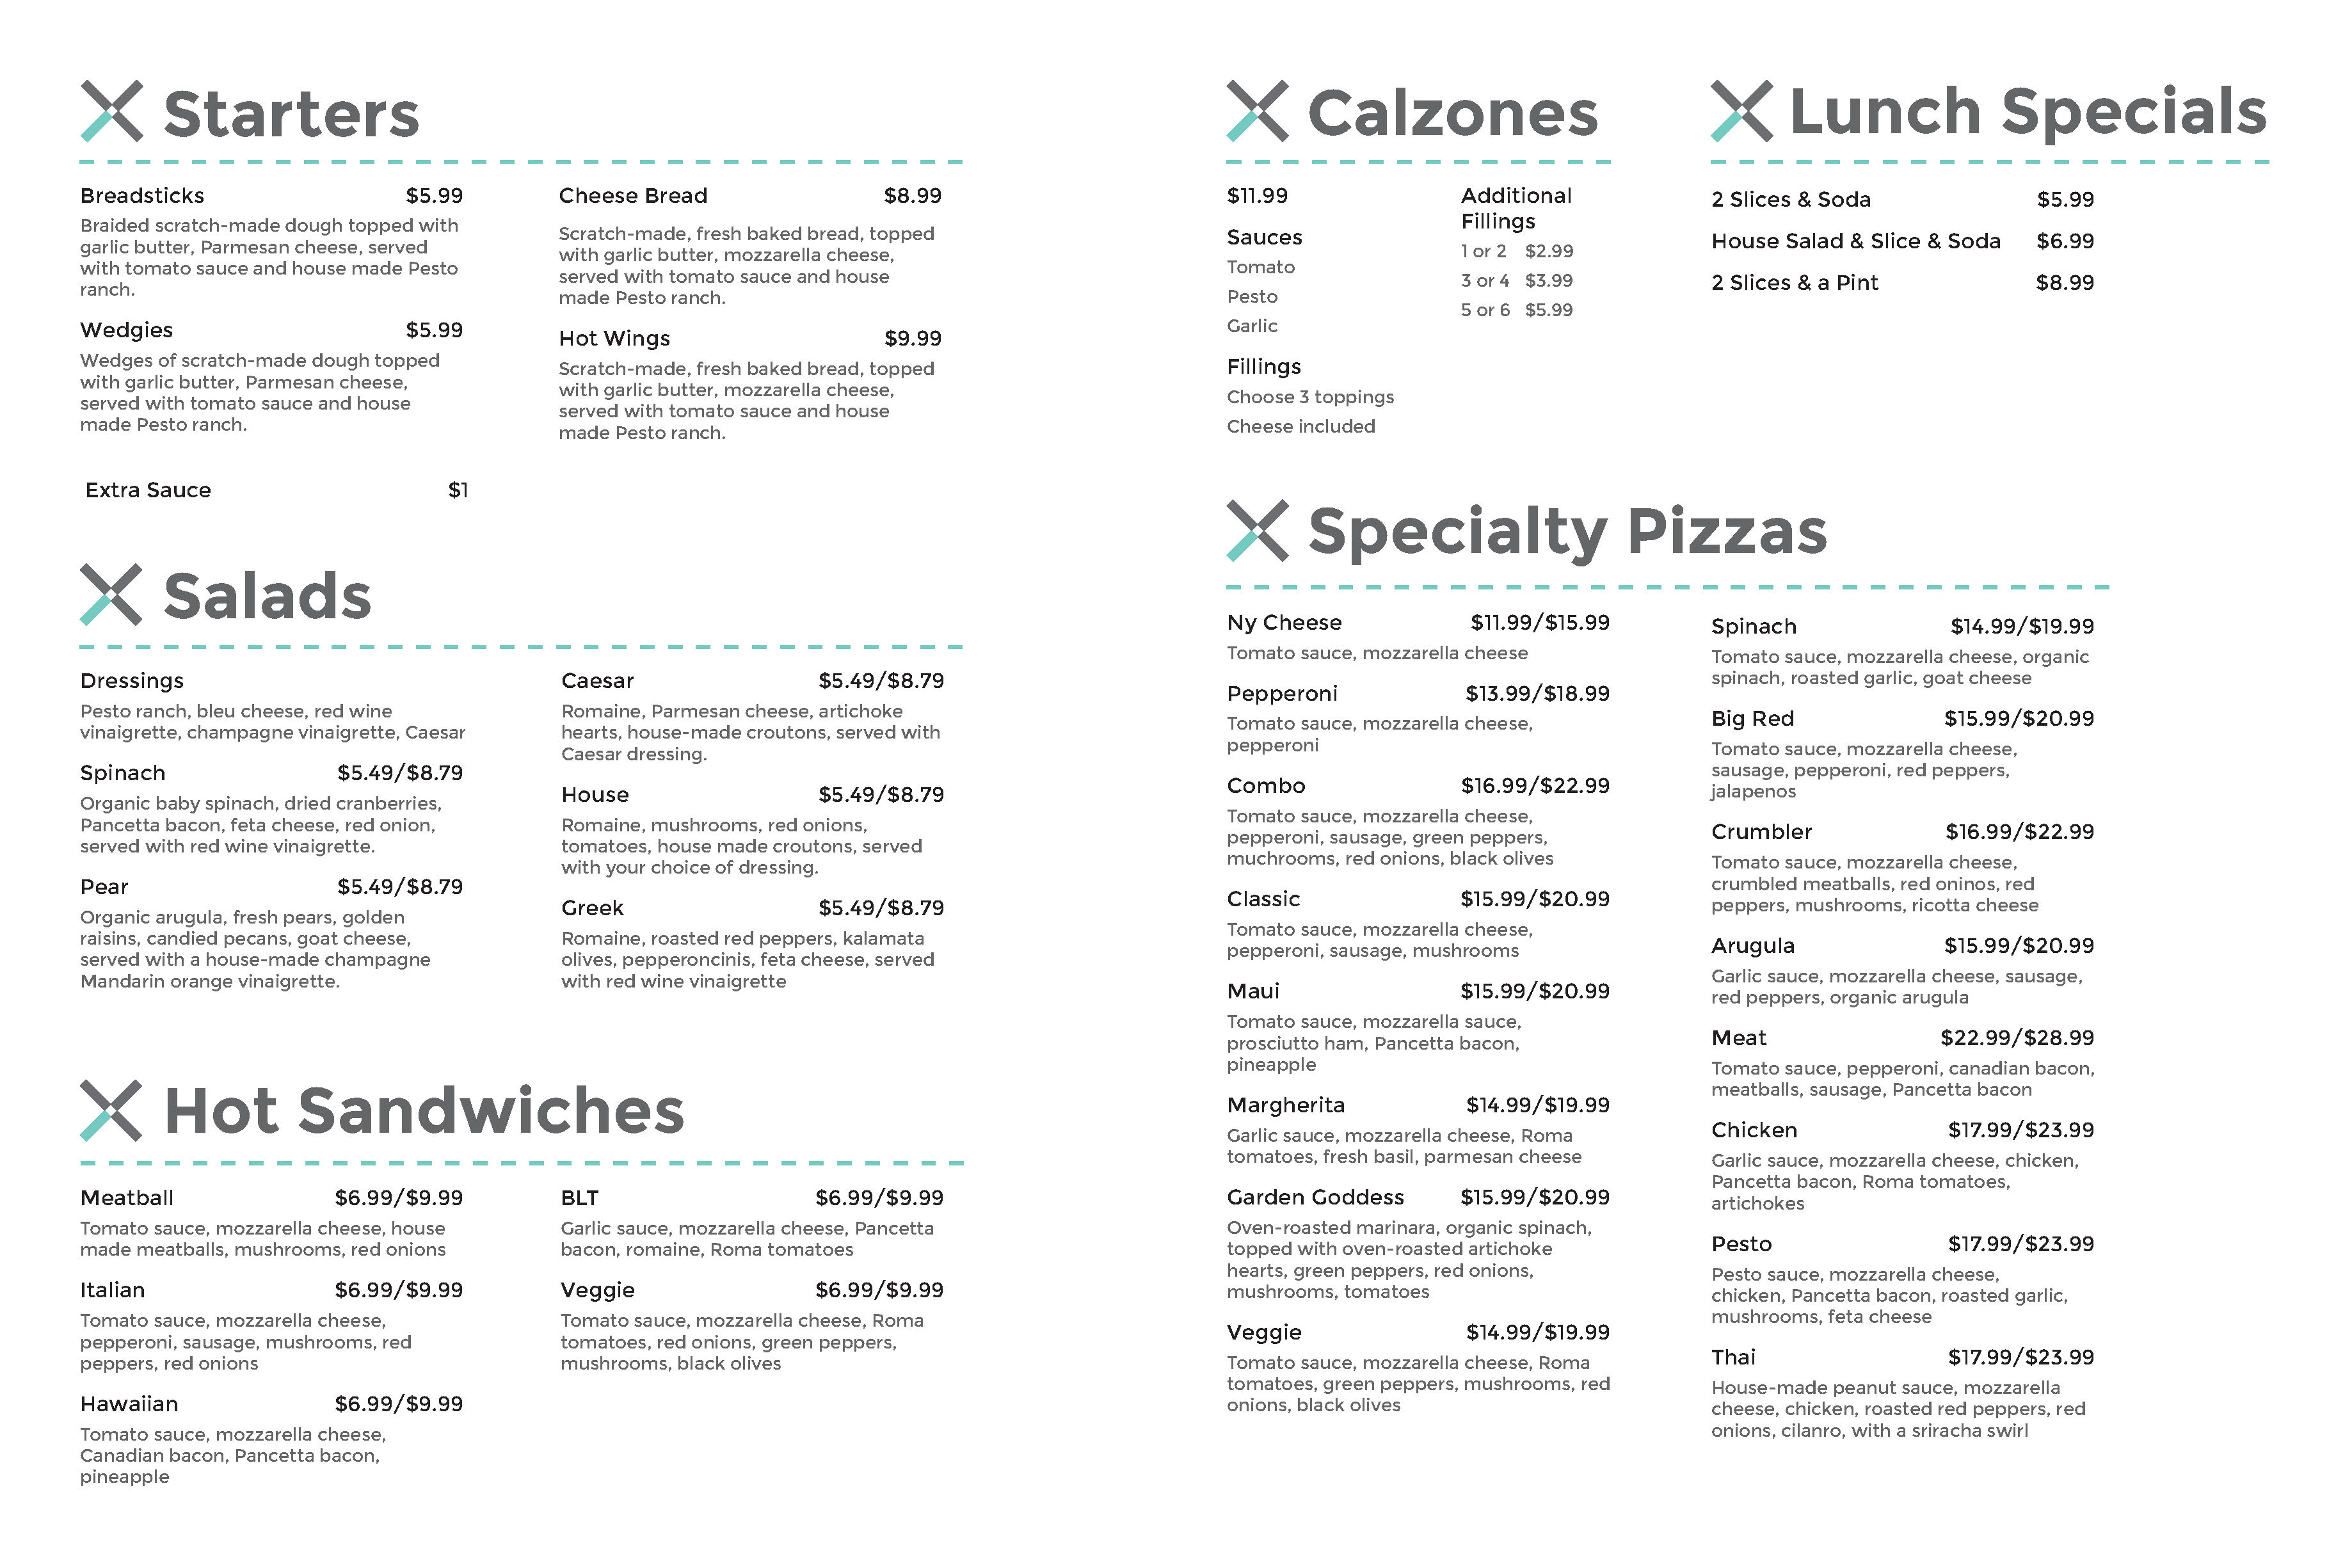 Starters
Breadsticks $5.99
Braided scratch-made dough topped with
garlic butter, Parmesan cheese, served
with tomato sauce and house made Pesto
ranch.
Wedgies $5.99
Wedges of scratch-made dough topped
with garlic butter, Parmesan cheese,
served with tomato sauce and house
made Pesto ranch.
Extra Sauce $1
Cheese Bread $8.99
Scratch-made, fresh baked bread, topped
with garlic butter, mozzarella cheese,
served with tomato sauce and house
made Pesto ranch.
Hot Wings $9.99
Scratch-made, fresh baked bread, topped
with garlic butter, mozzarella cheese,
served with tomato sauce and house
made Pesto ranch.
Salads
Dressings
Pesto ranch, bleu cheese, red wine
vinaigrette, champagne vinaigrette, Caesar
Spinach $5.49/$8.79
Organic baby spinach, dried cranberries,
Pancetta bacon, feta cheese, red onion,
served with red wine vinaigrette.
Pear $5.49/$8.79
Organic arugula, fresh pears, golden
raisins, candied pecans, goat cheese,
served with a house-made champagne
Mandarin orange vinaigrette.
Caesar $5.49/$8.79
Romaine, Parmesan cheese, artichoke
hearts, house-made croutons, served with
Caesar dressing.
House $5.49/$8.79
Romaine, mushrooms, red onions,
tomatoes, house made croutons, served
with your choice of dressing.
Greek $5.49/$8.79
Romaine, roasted red peppers, kalamata
olives, pepperoncinis, feta cheese, served
with red wine vinaigrette
Hot Sandwiches
Meatball $6.99/$9.99
Tomato sauce, mozzarella cheese, house
made meatballs, mushrooms, red onions
Italian $6.99/$9.99
Tomato sauce, mozzarella cheese,
pepperoni, sausage, mushrooms, red
peppers, red onions
Hawaiian $6.99/$9.99
Tomato sauce, mozzarella cheese,
Canadian bacon, Pancetta bacon,
pineapple
BLT $6.99/$9.99
Garlic sauce, mozzarella cheese, Pancetta
bacon, romaine, Roma tomatoes
Veggie $6.99/$9.99
Tomato sauce, mozzarella cheese, Roma
tomatoes, red onions, green peppers,
mushrooms, black olives
Calzones
$11.99
Sauces
Tomato
Pesto
Garlic
Fillings
Choose 3 toppings
Cheese included
Additional
Fillings
1 or 2 $2.99
3 or 4 $3.99
5 or 6 $5.99
Lunch Specials
2 Slices & Soda $5.99
House Salad & Slice & Soda $6.99
2 Slices & a Pint $8.99
Specialty Pizzas
Ny Cheese $11.99/$15.99
Tomato sauce, mozzarella cheese
Pepperoni $13.99/$18.99
Tomato sauce, mozzarella cheese,
pepperoni
Combo $16.99/$22.99
Tomato sauce, mozzarella cheese,
pepperoni, sausage, green peppers,
muchrooms, red onions, black olives
Classic $15.99/$20.99
Tomato sauce, mozzarella cheese,
pepperoni, sausage, mushrooms
Maui $15.99/$20.99
Tomato sauce, mozzarella sauce,
prosciutto ham, Pancetta bacon,
pineapple
Margherita $14.99/$19.99
Garlic sauce, mozzarella cheese, Roma
tomatoes, fresh basil, parmesan cheese
Garden Goddess $15.99/$20.99
Oven-roasted marinara, organic spinach,
topped with oven-roasted artichoke
hearts, green peppers, red onions,
mushrooms, tomatoes
Veggie $14.99/$19.99
Tomato sauce, mozzarella cheese, Roma
tomatoes, green peppers, mushrooms, red
onions, black olives
Spinach $14.99/$19.99
Tomato sauce, mozzarella cheese, organic
spinach, roasted garlic, goat cheese
Big Red $15.99/$20.99
Tomato sauce, mozzarella cheese,
sausage, pepperoni, red peppers,
jalapenos
Crumbler $16.99/$22.99
Tomato sauce, mozzarella cheese,
crumbled meatballs, red oninos, red
peppers, mushrooms, ricotta cheese
Arugula $15.99/$20.99
Garlic sauce, mozzarella cheese, sausage,
red peppers, organic arugula
Meat $22.99/$28.99
Tomato sauce, pepperoni, canadian bacon,
meatballs, sausage, Pancetta bacon
Chicken $17.99/$23.99
Garlic sauce, mozzarella cheese, chicken,
Pancetta bacon, Roma tomatoes,
artichokes
Pesto $17.99/$23.99
Pesto sauce, mozzarella cheese,
chicken, Pancetta bacon, roasted garlic,
mushrooms, feta cheese
Thai $17.99/$23.99
House-made peanut sauce, mozzarella
cheese, chicken, roasted red peppers, red
onions, cilanro, with a sriracha swirl